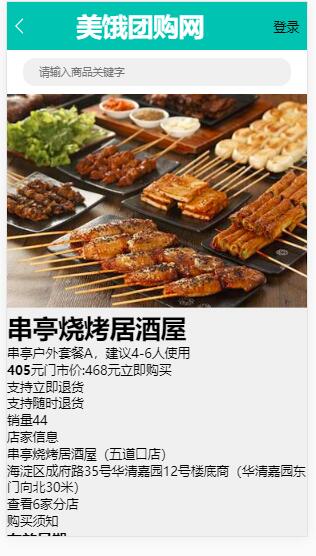 美饿团购网
登录
请输入商品关键字
串亭烧烤居酒屋
串亭户外套餐A，建议4-6人使用
405元门市价:468元立即购买
支持立即退货
支持随时退货
销量44
店家信息
串亭烧烤居酒屋（五道口店）
海淀区成府路35号华清嘉园12号楼底商（华清嘉园东
门向北30米）
查看6家分店
购买须知